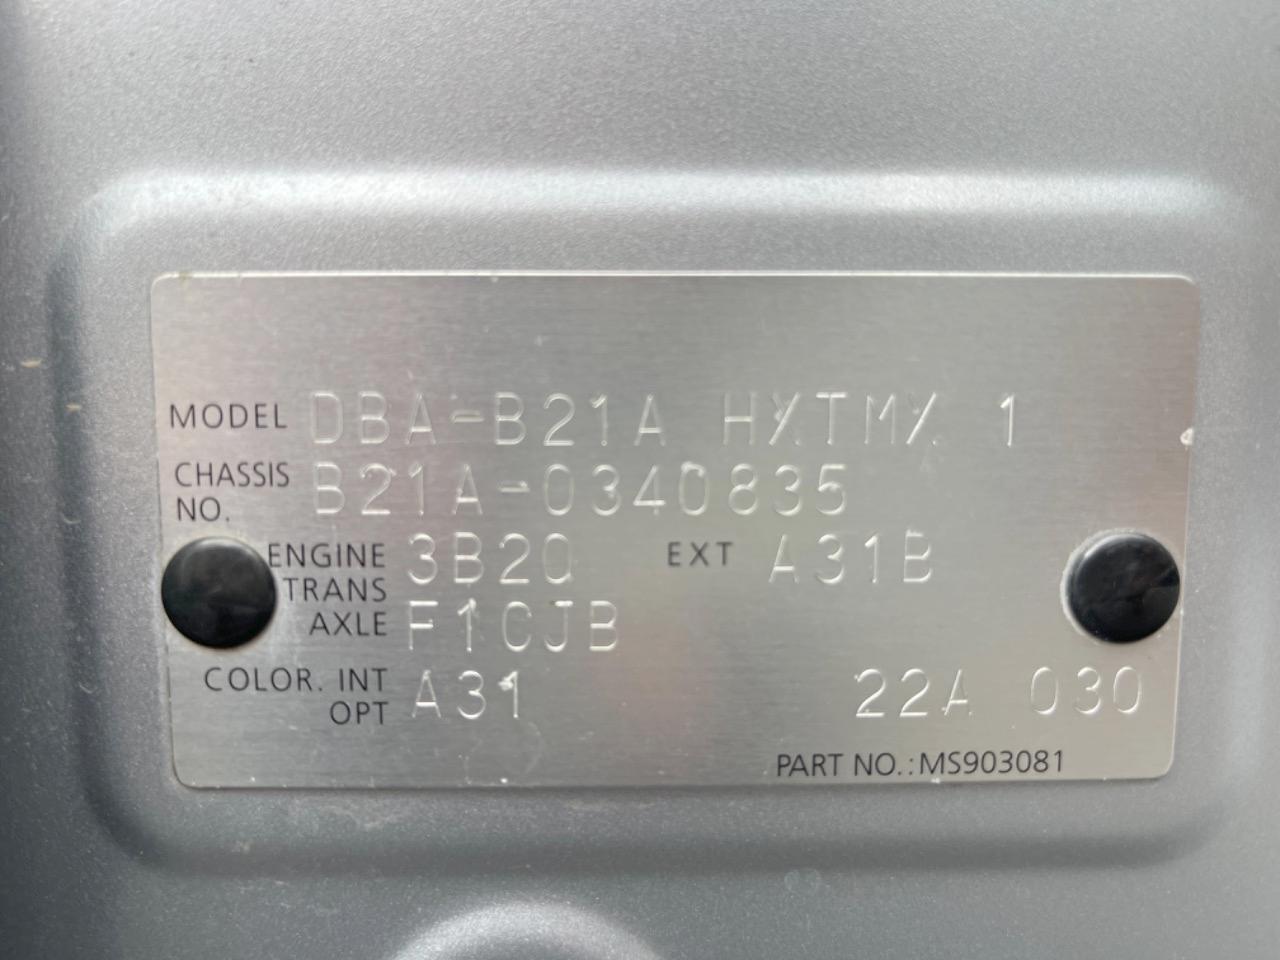 MODEL DBA-B21A HXTMX 1
CHASSIS NO. B21A-0340835
ENGINE 3B20 EXT A31B
TRANS AXLE F1CJB
COLOR. INT A31
OPT 22A 030
PART NO.:MS903081